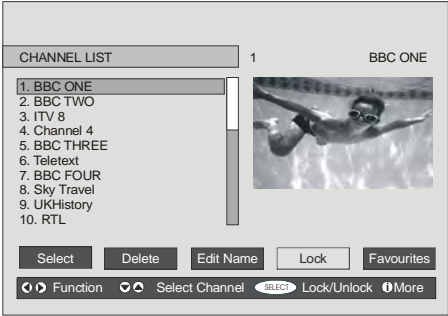 CHANNEL LIST
1 BBC ONE
1. BBC ONE
2. BBC TWO
3. ITV 8
4. Channel 4
5. BBC THREE
6. Teletext
7. BBC FOUR
8. Sky Travel
9. UKHistory
10. RTL
Select Delete Edit Name Lock Favourites
Function Select Channel SELECT Lock/Unlock i More